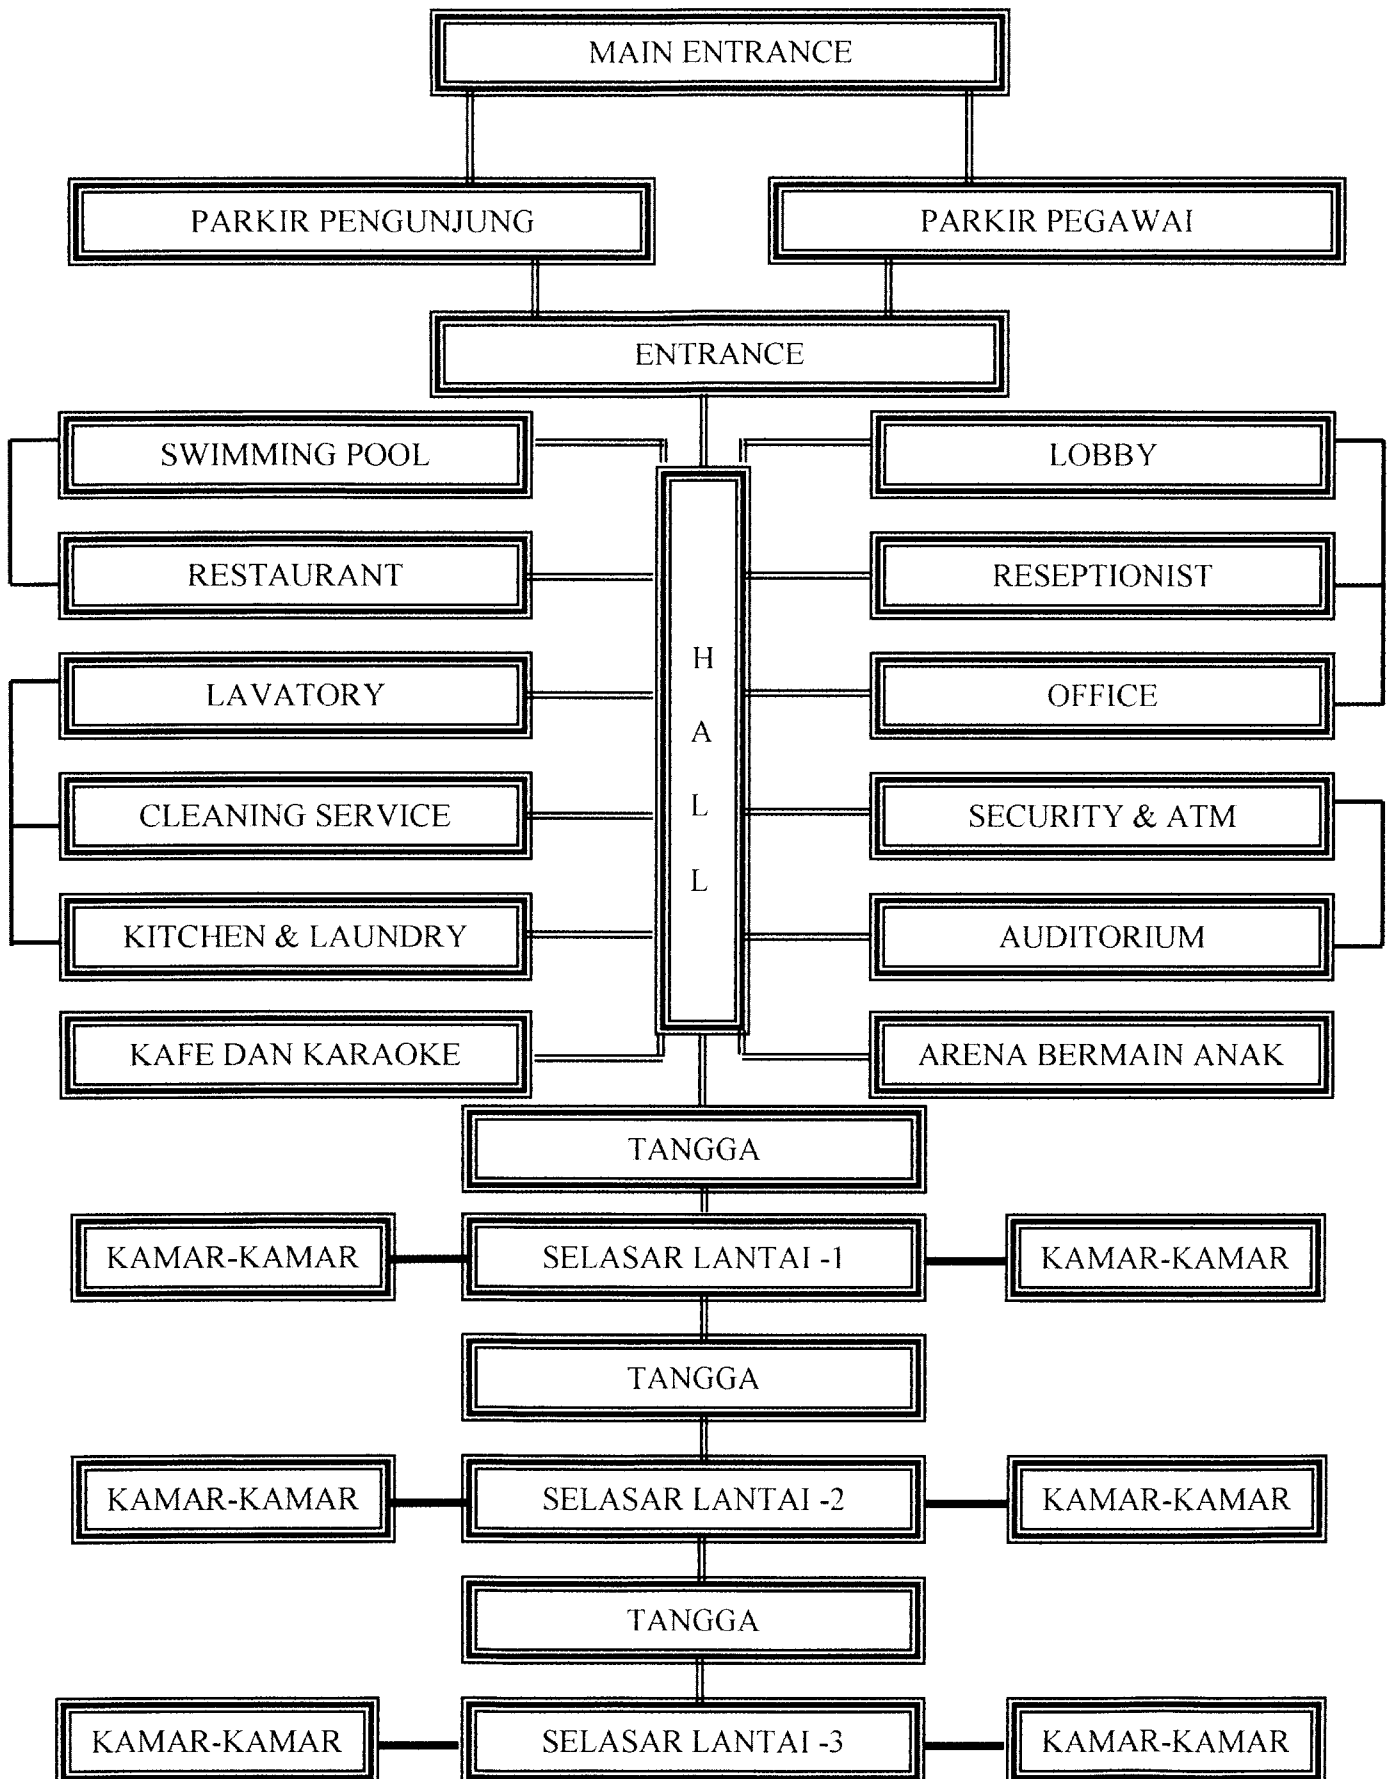 MAIN ENTRANCE
PARKIR PENGUNJUNG
PARKIR PEGAWAI
ENTRANCE
SWIMMING POOL
LOBBY
RESTAURANT
RESEPTIONIST
H
A
L
L
LAVATORY
OFFICE
CLEANING SERVICE
SECURITY & ATM
KITCHEN & LAUNDRY
AUDITORIUM
KAFE DAN KARAOKE
ARENA BERMAIN ANAK
TANGGA
KAMAR-KAMAR
SELASAR LANTAI -1
KAMAR-KAMAR
TANGGA
KAMAR-KAMAR
SELASAR LANTAI -2
KAMAR-KAMAR
TANGGA
KAMAR-KAMAR
SELASAR LANTAI -3
KAMAR-KAMAR